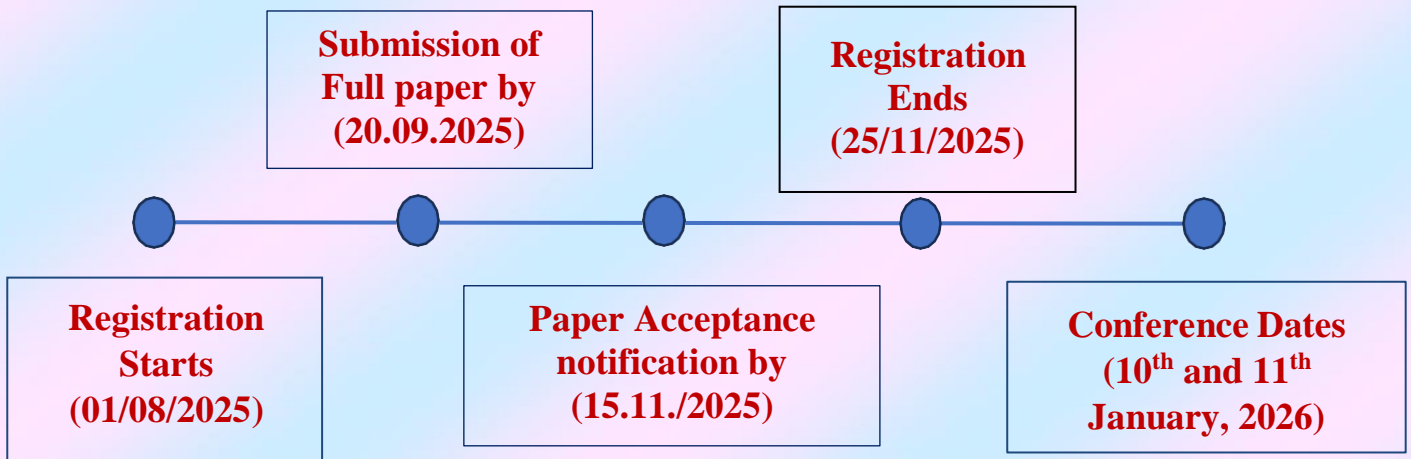 Registration
Starts
(01/08/2025)
Submission of
Full paper by
(20.09.2025)
Paper Acceptance
notification by
(15.11./2025)
Registration
Ends
(25/11/2025)
Conference Dates
(10th and 11th
January, 2026)